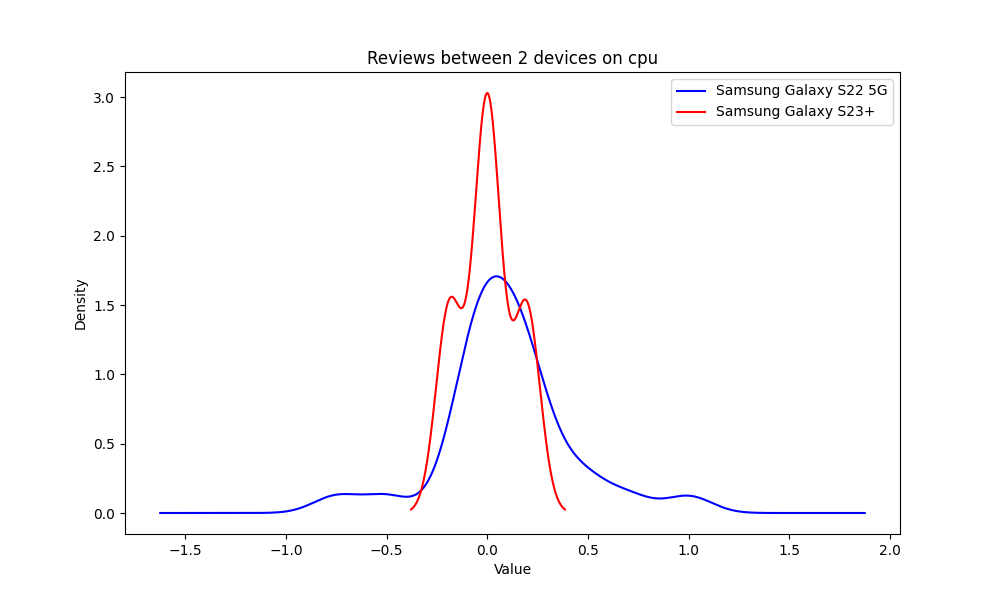 Reviews between 2 devices on cpu
Samsung Galaxy S22 5G
Samsung Galaxy S23+
Density
3.0
2.5
2.0
1.5
1.0
0.5
0.0
−1.5 −1.0 −0.5 0.0 0.5 1.0 1.5 2.0
Value